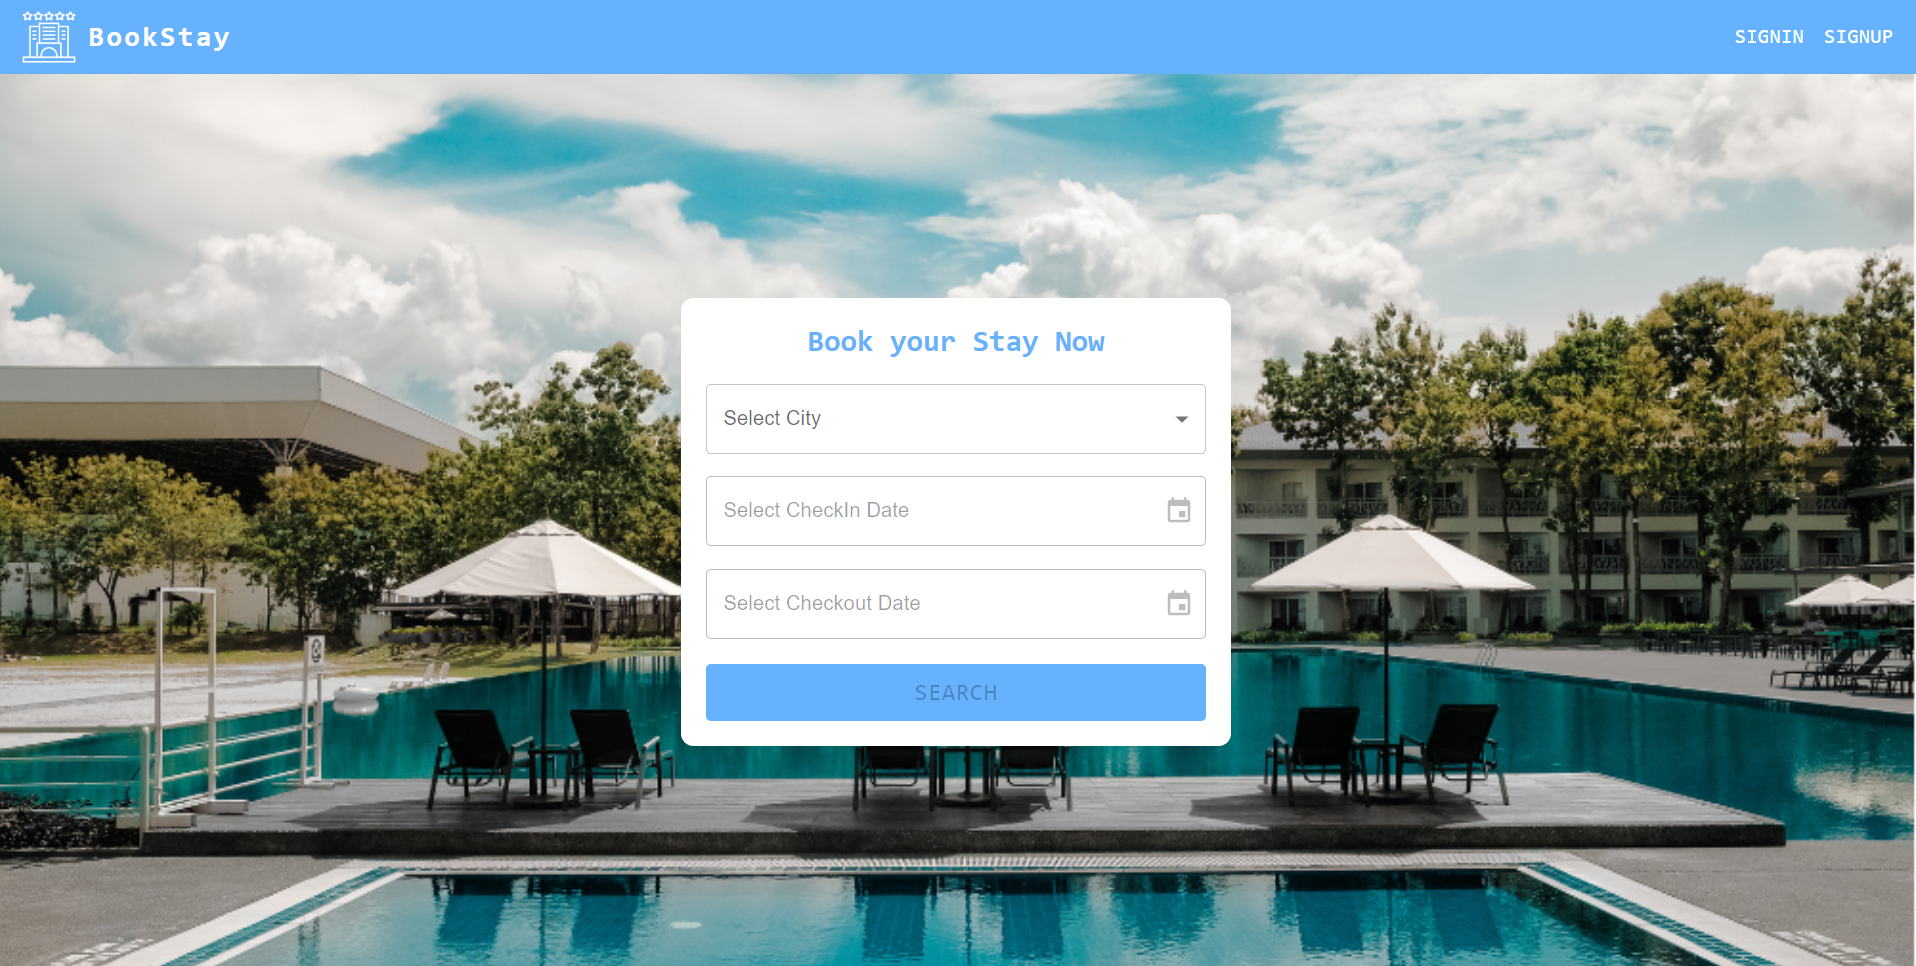 BookStay
SIGNIN SIGNUP
Book your Stay Now
Select City
Select CheckIn Date
Select Checkout Date
SEARCH